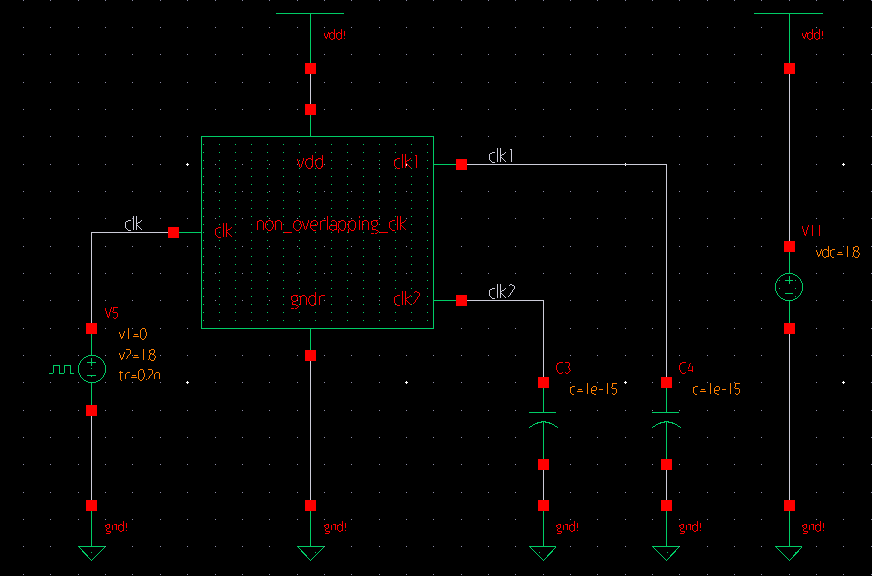 vdd!
vdd!
vdd
clk1
clk1
clk
clk
non_overlapping_clk
V11
vdc=1.8
gndr
clk2
clk2
V5
v1=0
v2=1.8
tr=0.2n
C3
c=1e-15
C4
c=1e-15
gnd!
gnd!
gnd!
gnd!
gnd!